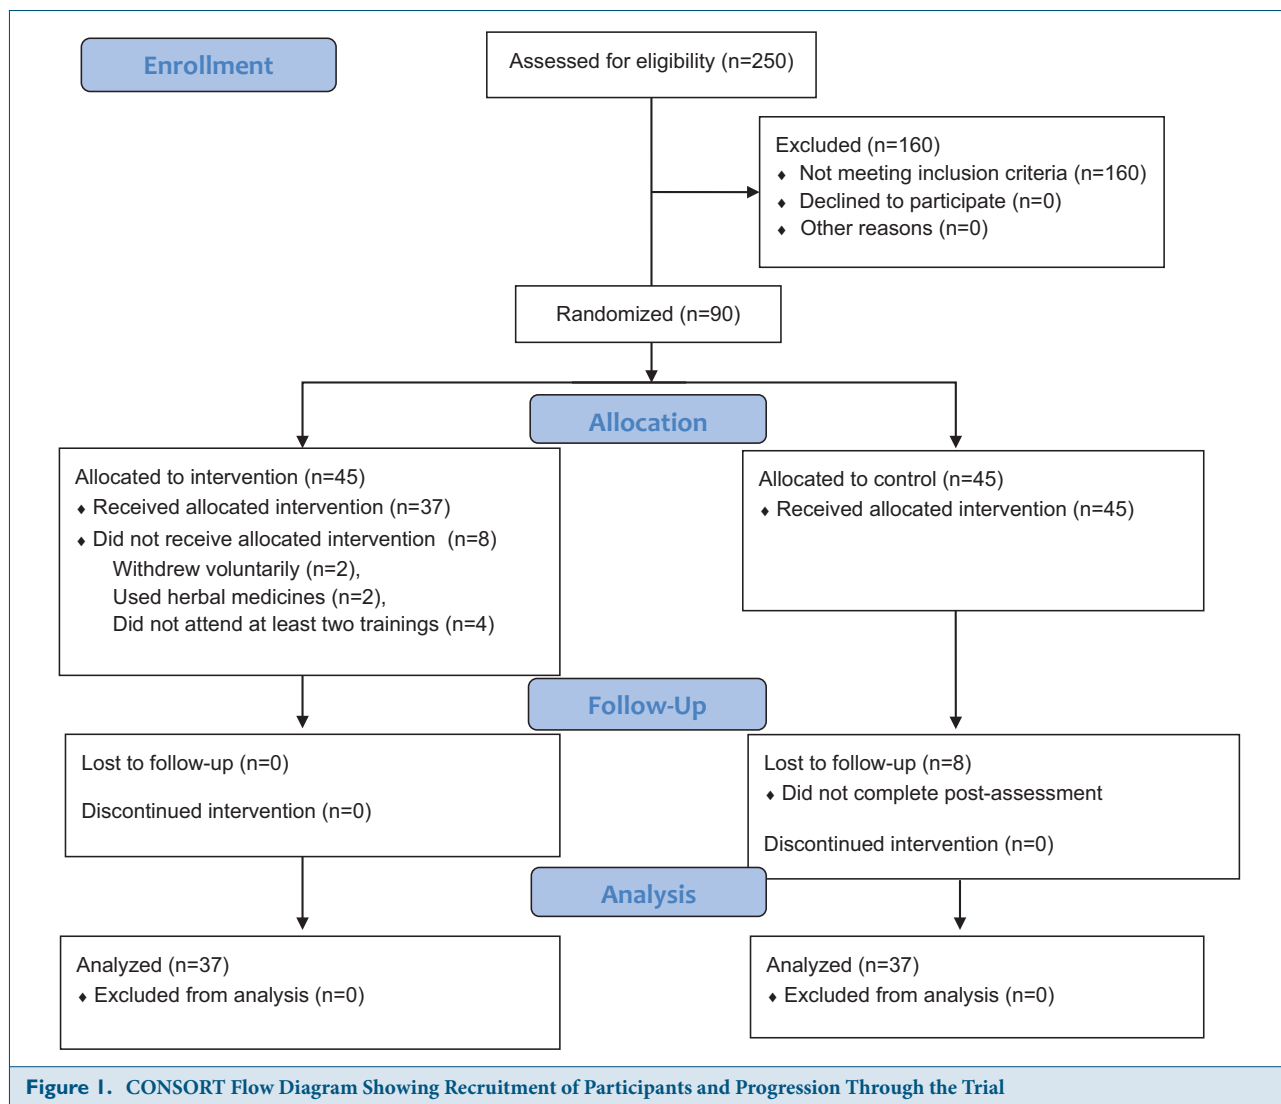 Enrollment
Assessed for eligibility (n=250)
Excluded (n=160)
♦ Not meeting inclusion criteria (n=160)
♦ Declined to participate (n=0)
♦ Other reasons (n=0)
Randomized (n=90)
Allocation
Allocated to intervention (n=45)
♦ Received allocated intervention (n=37)
♦ Did not receive allocated intervention (n=8)
Withdrew voluntarily (n=2),
Used herbal medicines (n=2),
Did not attend at least two trainings (n=4)
Allocated to control (n=45)
♦ Received allocated intervention (n=45)
Follow-Up
Lost to follow-up (n=0)
Discontinued intervention (n=0)
Lost to follow-up (n=8)
♦ Did not complete post-assessment
Discontinued intervention (n=0)
Analysis
Analyzed (n=37)
♦ Excluded from analysis (n=0)
Analyzed (n=37)
♦ Excluded from analysis (n=0)
Figure 1. CONSORT Flow Diagram Showing Recruitment of Participants and Progression Through the Trial